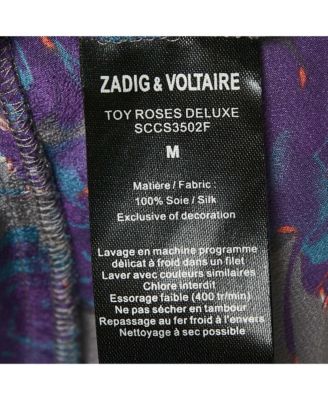 ZADIG & VOLTAIRE
TOY ROSES DELUXE
SCCS3502F
M
Matière / Fabric :
100% Soie / Silk
Exclusive of decoration
Lavage en machine programme
délicat à froid dans un filet
Laver avec couleurs similaires
Chlore interdit
Essorage faible (400 tr/min)
Ne pas sécher en tambour
Repassage au fer froid à l'envers
Nettoyage à sec possible